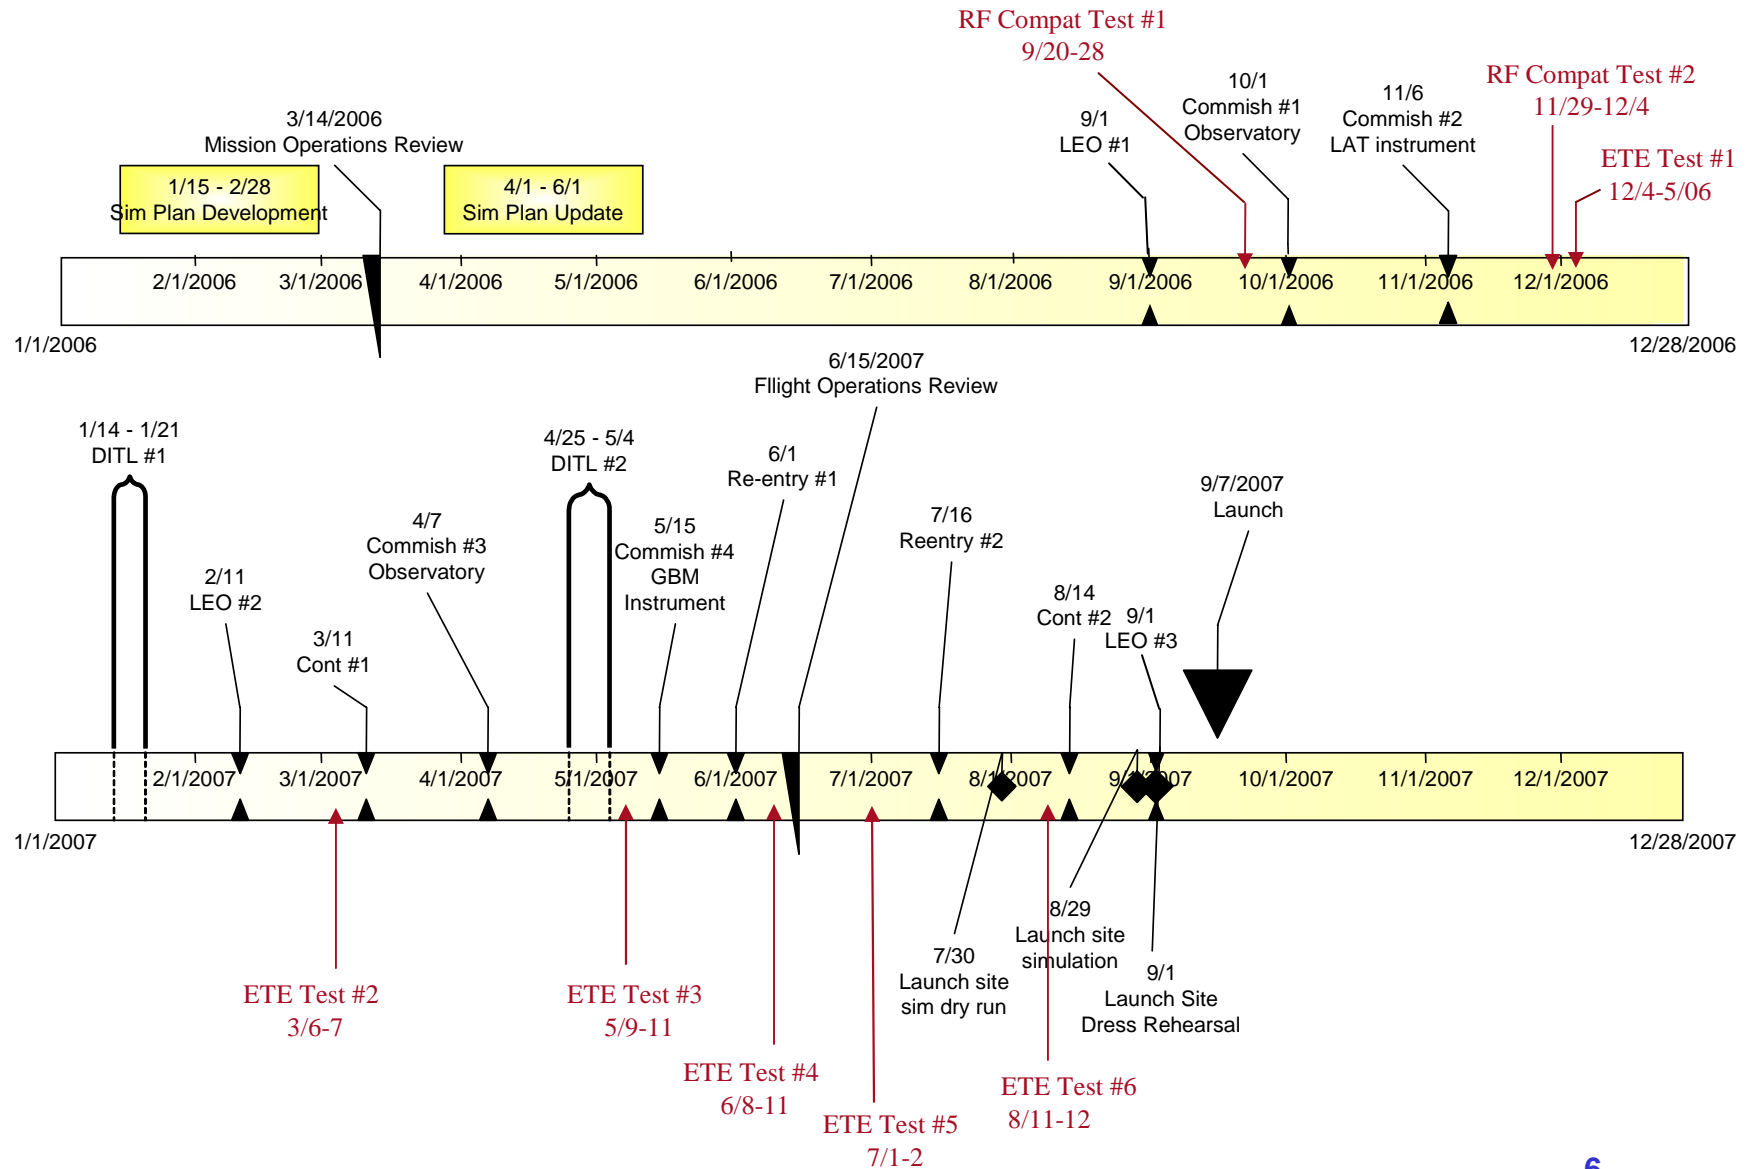 RF Compat Test #1
9/20-28
RF Compat Test #2
11/29-12/4
ETE Test #1
12/4-5/06
3/14/2006
Mission Operations Review
9/1
LEO #1
10/1
Commish #1
Observatory
11/6
Commish #2
LAT instrument
1/15 - 2/28
Sim Plan Development
4/1 - 6/1
Sim Plan Update
2/1/2006
3/1/2006
4/1/2006
5/1/2006
6/1/2006
7/1/2006
8/1/2006
9/1/2006
10/1/2006
11/1/2006
12/1/2006
1/1/2006
12/28/2006
6/15/2007
Fllight Operations Review
1/14 - 1/21
DITL #1
2/11
LEO #2
3/11
Cont #1
4/7
Commish #3
Observatory
4/25 - 5/4
DITL #2
5/15
Commish #4
GBM
Instrument
6/1
Re-entry #1
7/16
Reentry #2
8/14
Cont #2
9/1
LEO #3
9/7/2007
Launch
2/1/2007
3/1/2007
4/1/2007
5/1/2007
6/1/2007
7/1/2007
8/1/2007
9/1/2007
10/1/2007
11/1/2007
12/1/2007
1/1/2007
12/28/2007
7/30
Launch site
sim dry run
8/29
Launch site
simulation
9/1
Launch Site
Dress Rehearsal
ETE Test #2
3/6-7
ETE Test #3
5/9-11
ETE Test #4
6/8-11
ETE Test #5
7/1-2
ETE Test #6
8/11-12
6